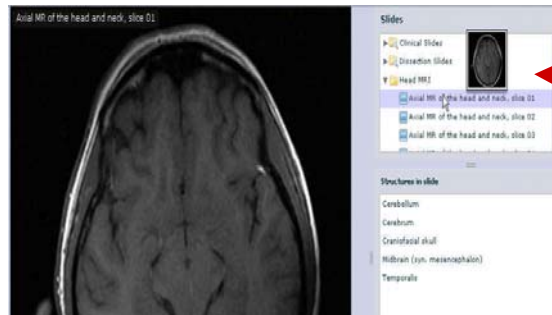 Axial MR of the head and neck, slice 01
Slides
Clinical Slides
Dissection Slides
Head MRI
Axial MR of the head and neck, slice 01
Axial MR of the head and neck, slice 02
Axial MR of the head and neck, slice 03
Structures in slide
Cerebellum
Cerebrum
Craniofacial skull
Midbrain (syn. mesencephalon)
Temporalis